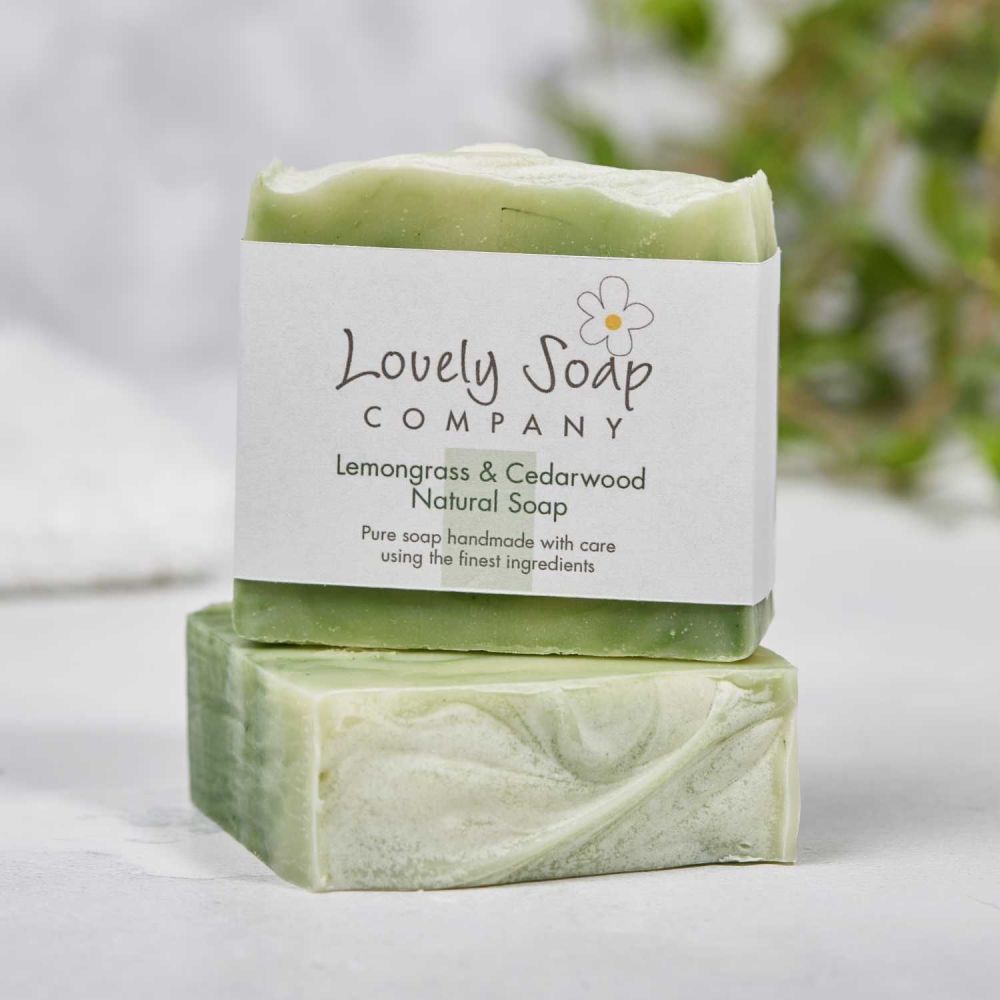 Lovely Soap
COMPANY
Lemongrass & Cedarwood
Natural Soap
Pure soap handmade with care
using the finest ingredients